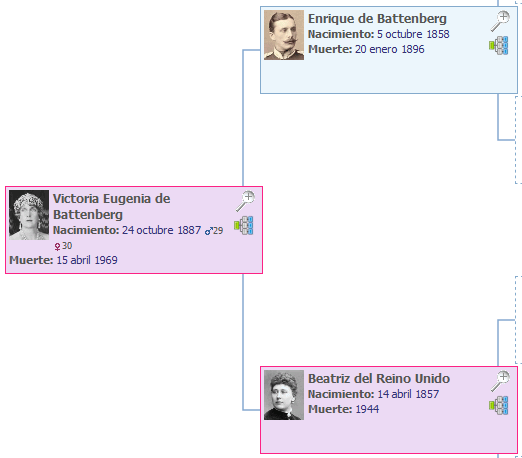 Enrique de Battenberg
Nacimiento: 5 octubre 1858
Muerte: 20 enero 1896
Victoria Eugenia de
Battenberg
Nacimiento: 24 octubre 1887 ♂29
♀30
Muerte: 15 abril 1969
Beatriz del Reino Unido
Nacimiento: 14 abril 1857
Muerte: 1944